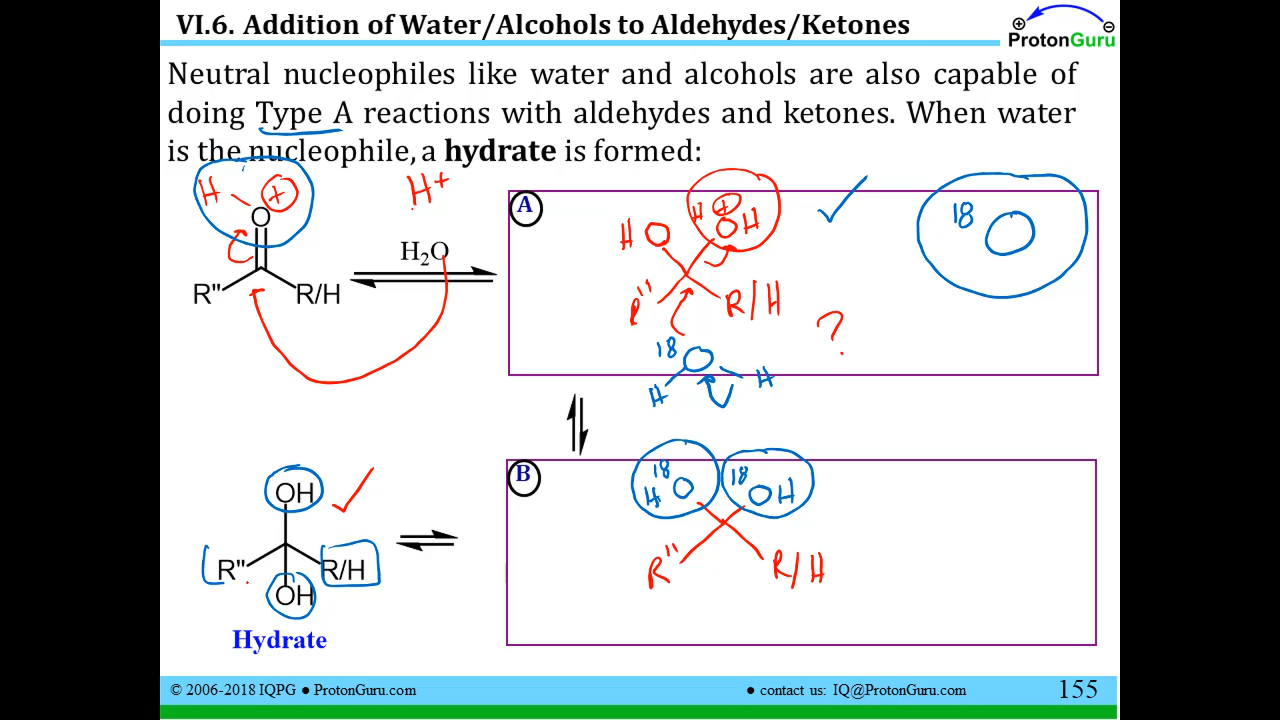 VI.6. Addition of Water/Alcohols to Aldehydes/Ketones
ProtonGuru
Neutral nucleophiles like water and alcohols are also capable of
doing Type A reactions with aldehydes and ketones. When water
is the nucleophile, a hydrate is formed:
H +
O
R" R/H
H+
H2O
A
HO H + OH
R" R/H
18 O
H H
?
18 O
B
18 HO 18 OH
R" R/H
OH
R" R/H
OH
Hydrate
© 2006-2018 IQPG ● ProtonGuru.com ● contact us: IQ@ProtonGuru.com 155